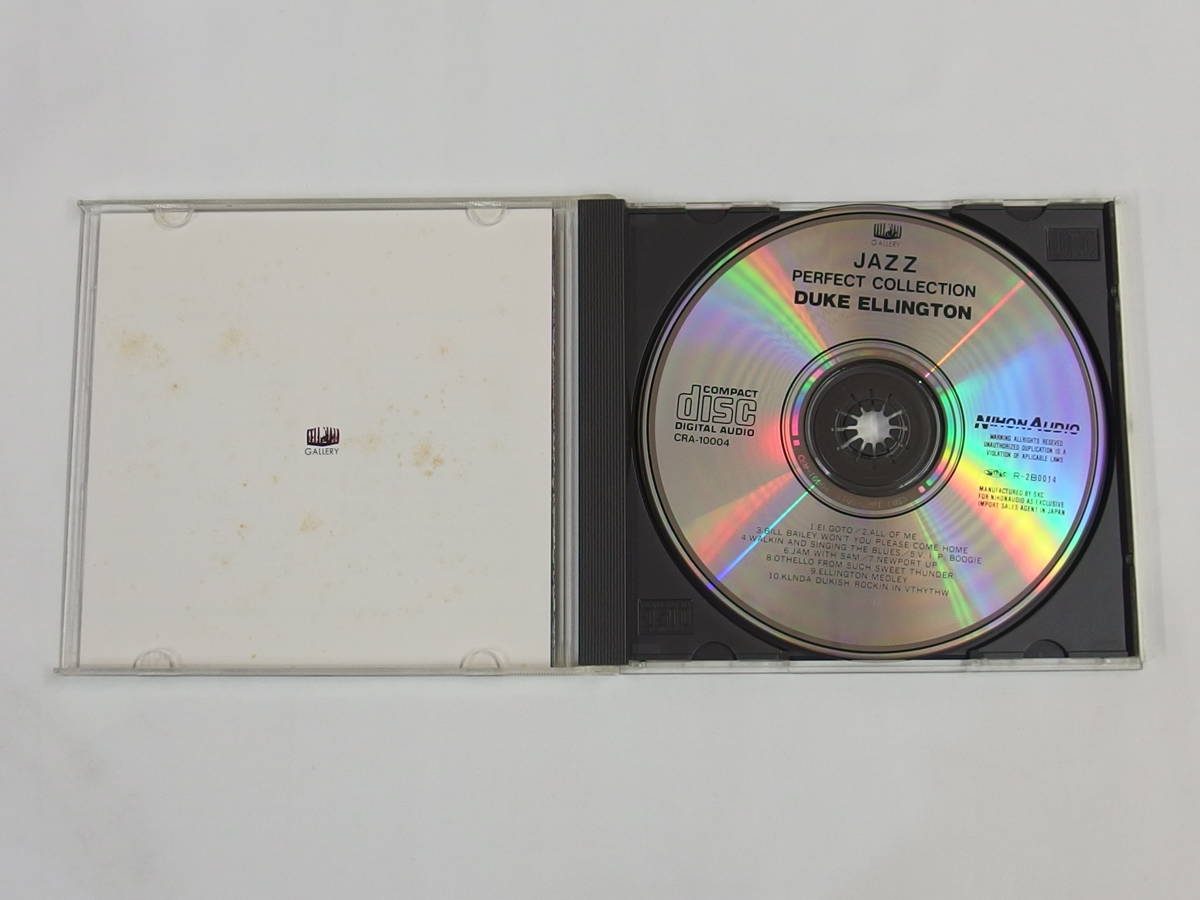 GALLERY
GALLERY
JAZZ
PERFECT COLLECTION
DUKE ELLINGTON
COMPACT
disc
DIGITAL AUDIO
CRA-10004
NIHON AUDIO
WARNING ALLRIGHTS RESEVED
UNAUTHORIZED DUPLICATION IS A
VIOLATION OF APLICABLE LAWS
R-2B0014
MANUFACTURED BY SKC
FOR NIHONAUDIO AS EXCLUSIVE
IMPORT SALES AGENT IN JAPAN
1.EI.GOTO/2.ALL OF ME
3.BILL BAILEY WON'T YOU PLEASE COME HOME
4.WALKIN AND SINGING THE BLUES/5.V.I.P. BOOGIE
6.JAM WITH SAM/7.NEWPORT UP
8.OTHELLO FROM SUCH SWEET THUNDER
9.ELLINGTON MEDLEY
10.KLNDA DUKISH ROCKIN IN VTHYTHW